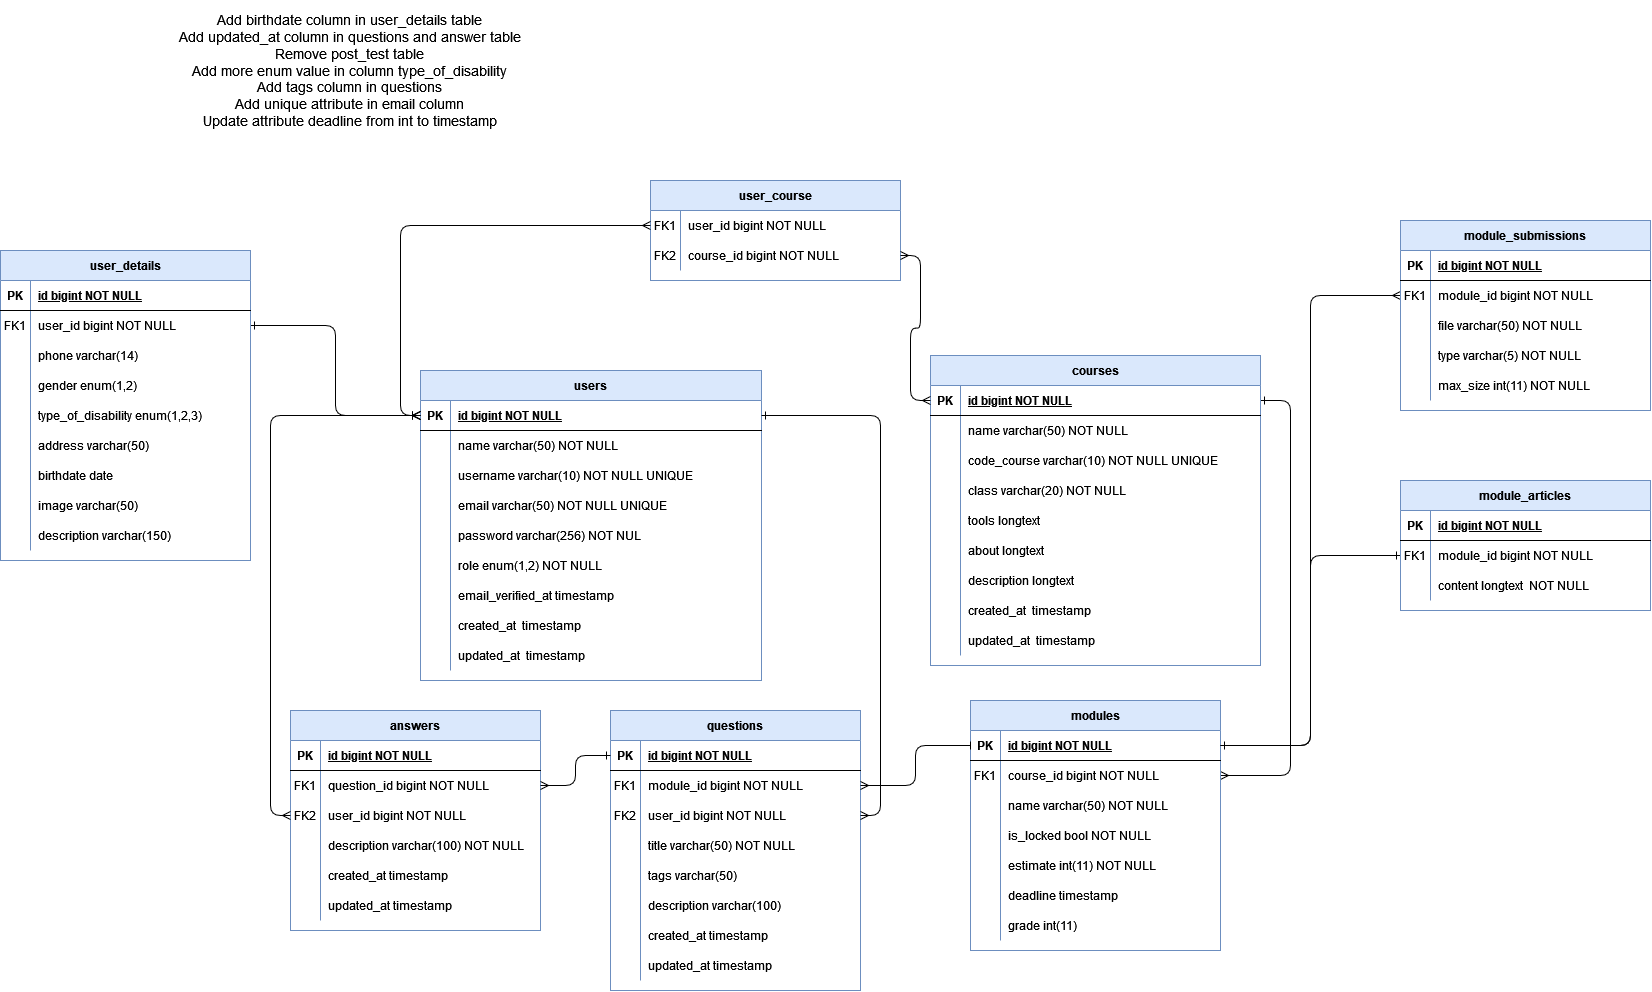 Add birthdate column in user_details table
Add updated_at column in questions and answer table
Remove post_test table
Add more enum value in column type_of_disability
Add tags column in questions
Add unique attribute in email column
Update attribute deadline from int to timestamp
user_course
FK1 user_id bigint NOT NULL
FK2 course_id bigint NOT NULL
user_details
PK id bigint NOT NULL
FK1 user_id bigint NOT NULL
phone varchar(14)
gender enum(1,2)
type_of_disability enum(1,2,3)
address varchar(50)
birthdate date
image varchar(50)
description varchar(150)
users
PK id bigint NOT NULL
name varchar(50) NOT NULL
username varchar(10) NOT NULL UNIQUE
email varchar(50) NOT NULL UNIQUE
password varchar(256) NOT NUL
role enum(1,2) NOT NULL
email_verified_at timestamp
created_at timestamp
updated_at timestamp
courses
PK id bigint NOT NULL
name varchar(50) NOT NULL
code_course varchar(10) NOT NULL UNIQUE
class varchar(20) NOT NULL
tools longtext
about longtext
description longtext
created_at timestamp
updated_at timestamp
module_submissions
PK id bigint NOT NULL
FK1 module_id bigint NOT NULL
file varchar(50) NOT NULL
type varchar(5) NOT NULL
max_size int(11) NOT NULL
module_articles
PK id bigint NOT NULL
FK1 module_id bigint NOT NULL
content longtext NOT NULL
answers
PK id bigint NOT NULL
FK1 question_id bigint NOT NULL
FK2 user_id bigint NOT NULL
description varchar(100) NOT NULL
created_at timestamp
updated_at timestamp
questions
PK id bigint NOT NULL
FK1 module_id bigint NOT NULL
FK2 user_id bigint NOT NULL
title varchar(50) NOT NULL
tags varchar(50)
description varchar(100)
created_at timestamp
updated_at timestamp
modules
PK id bigint NOT NULL
FK1 course_id bigint NOT NULL
name varchar(50) NOT NULL
is_locked bool NOT NULL
estimate int(11) NOT NULL
deadline timestamp
grade int(11)